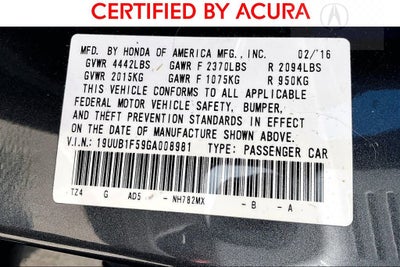 CERTIFIED BY ACURA
MFD. BY HONDA OF AMERICA MFG., INC. 02/16
GVWR 4442LBS GAWR F 2370LBS R 2094LBS
GVWR 2015KG GAWR F 1075KG R 950KG
THIS VEHICLE CONFORMS TO ALL APPLICABLE
FEDERAL MOTOR VEHICLE SAFETY, BUMPER,
AND THEFT PREVENTION STANDARDS IN EFFECT
ON THE DATE OF MANUFACTURE SHOWN ABOVE.
V.I.N.: 19UUB1F59GA008981 TYPE: PASSENGER CAR
TZ4 G AD5 - NH782MX - B - A